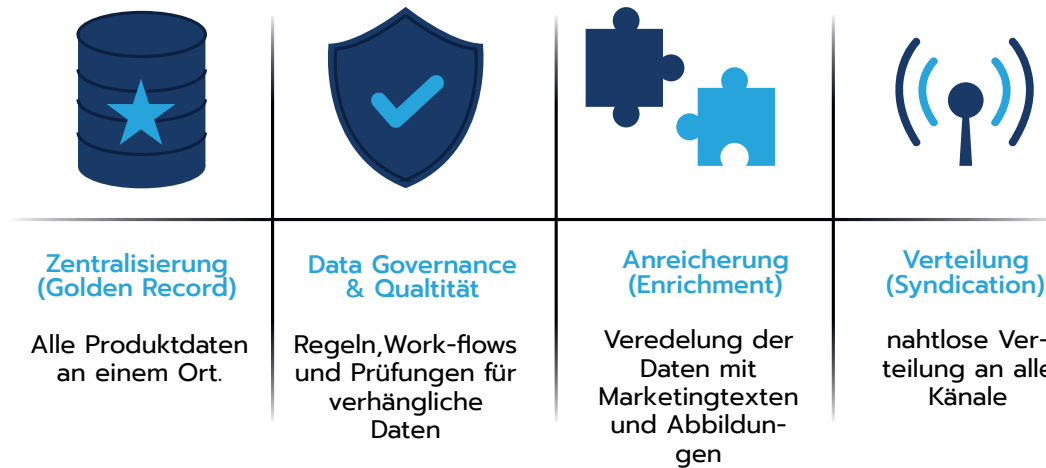 Zentralisierung
(Golden Record)
Alle Produktdaten
an einem Ort.
Data Governance
& Qualtität
Regeln,Work-flows
und Prüfungen für
verhängliche
Daten
Anreicherung
(Enrichment)
Veredelung der
Daten mit
Marketingtexten
und Abbildun-
gen
Verteilung
(Syndication)
nahtlose Ver-
teilung an alle
Känale